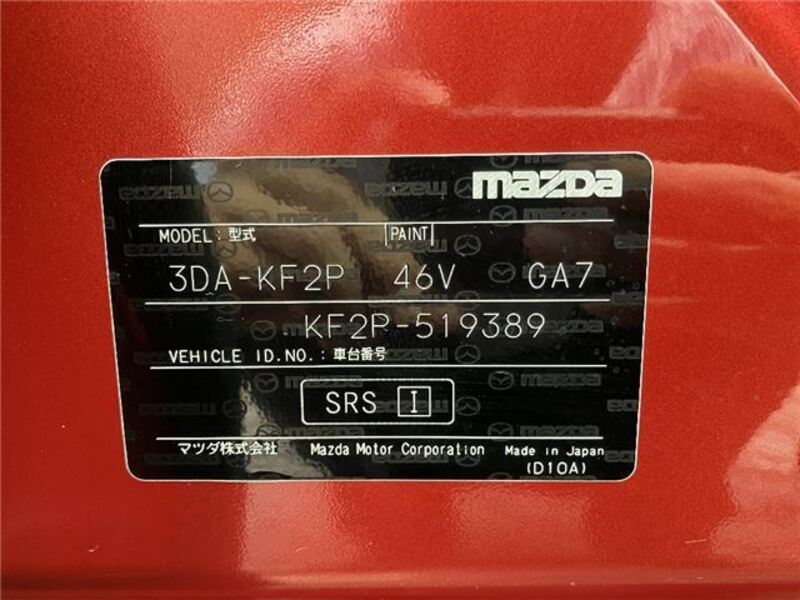 mazda
MODEL: 型式 PAINT
3DA-KF2P 46V GA7
KF2P-519389
VEHICLE ID.NO.: 車台番号
SRS I
マツダ株式会社 Mazda Motor Corporation Made in Japan
(D10A)